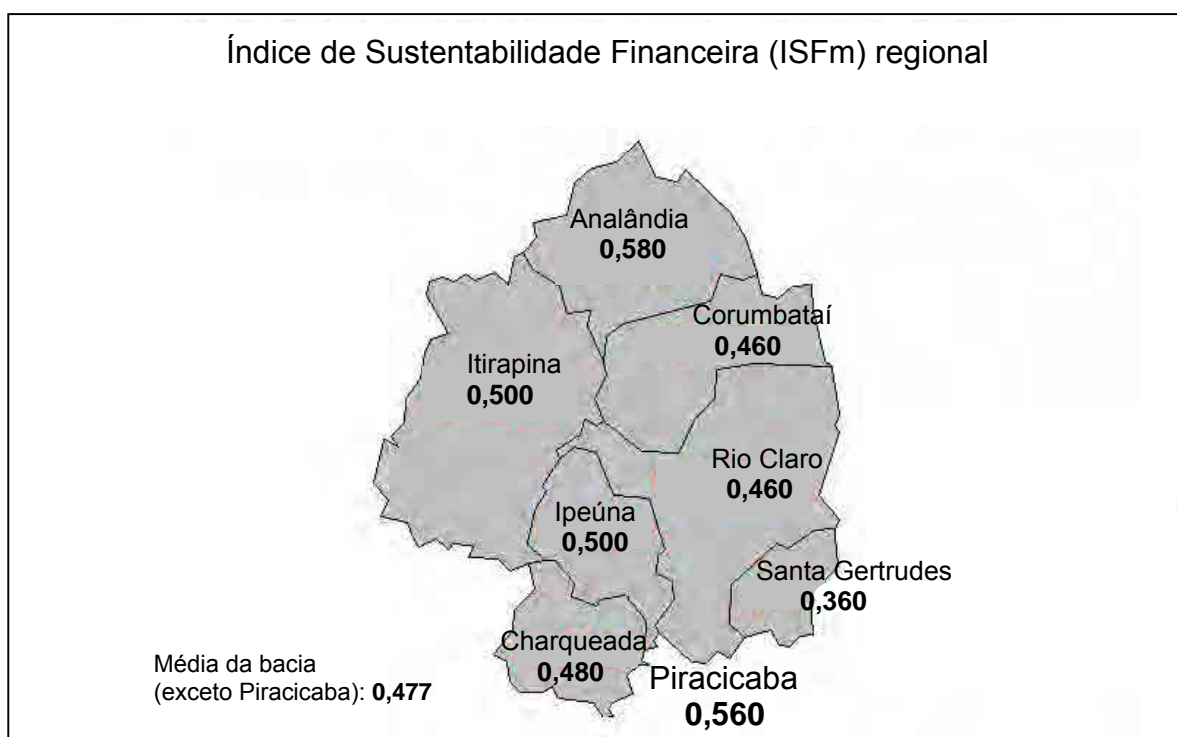 Índice de Sustentabilidade Financeira (ISFm) regional
Analândia
0,580
Corumbataí
0,460
Itirapina
0,500
Rio Claro
0,460
Ipeúna
0,500
Santa Gertrudes
0,360
Charqueada
0,480
Piracicaba
0,560
Média da bacia
(exceto Piracicaba): 0,477